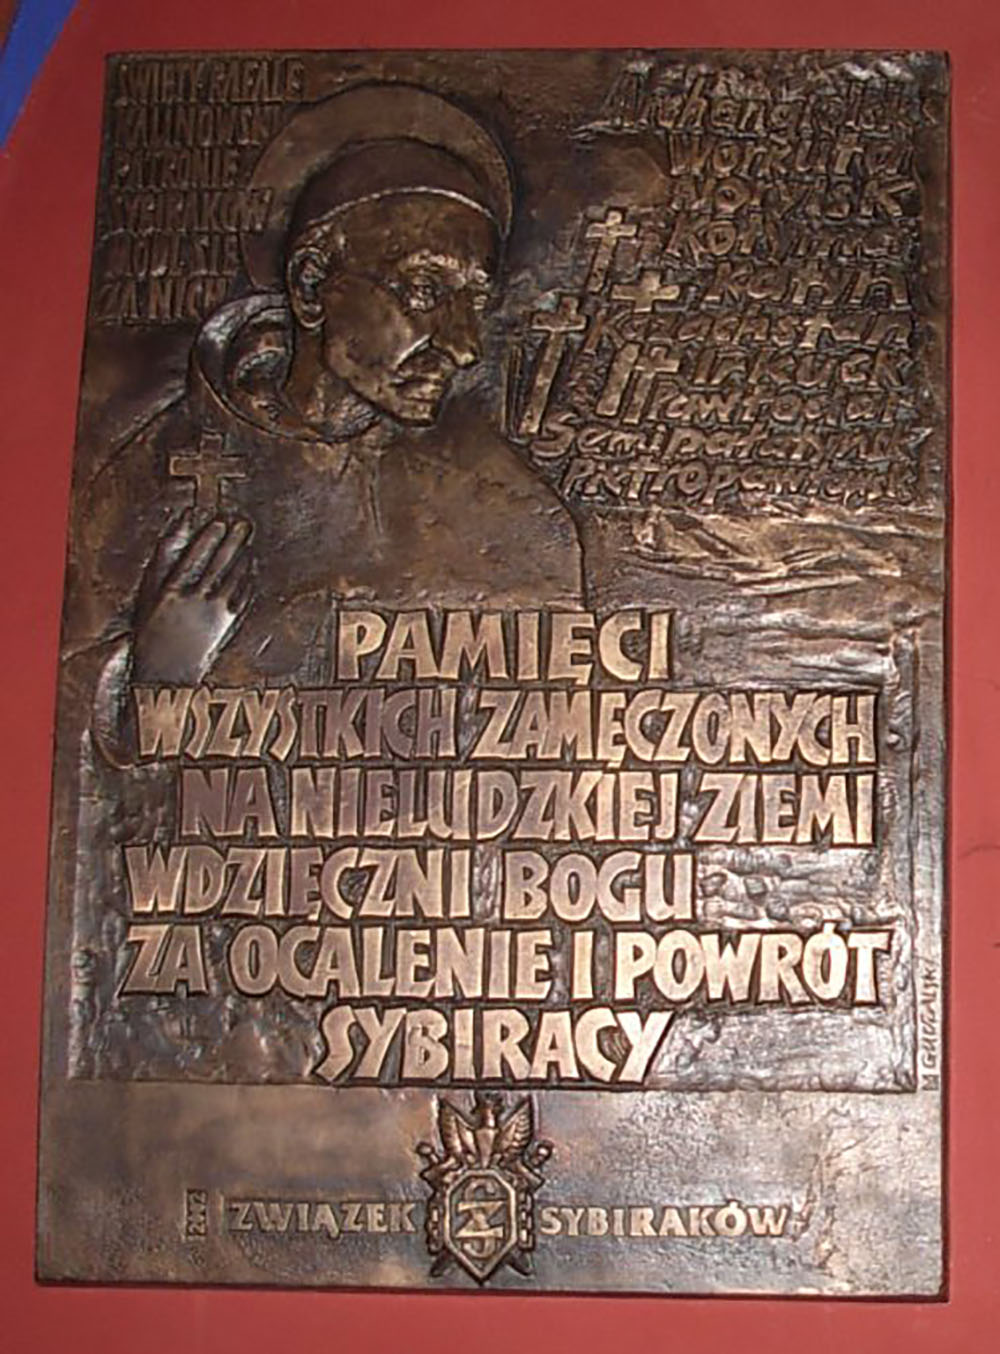 ŚWIĘTY RAFALE
KALINOWSKI
PATRONIE
SYBIRAKÓW
MÓDL SIĘ
ZA NICH
Archangielsk
Workuta
Norylsk
Kołyma
Katyń
Kazachstan
Irkuck
Pawłodar
Semipałatyńsk
Pietropawłowsk
PAMIĘCI
WSZYSTKICH ZAMĘCZONYCH
NA NIELUDZKIEJ ZIEMI
WDZIĘCZNI BOGU
ZA OCALENIE I POWRÓT
SYBIRACY
2002
ZWIĄZEK SYBIRAKÓW